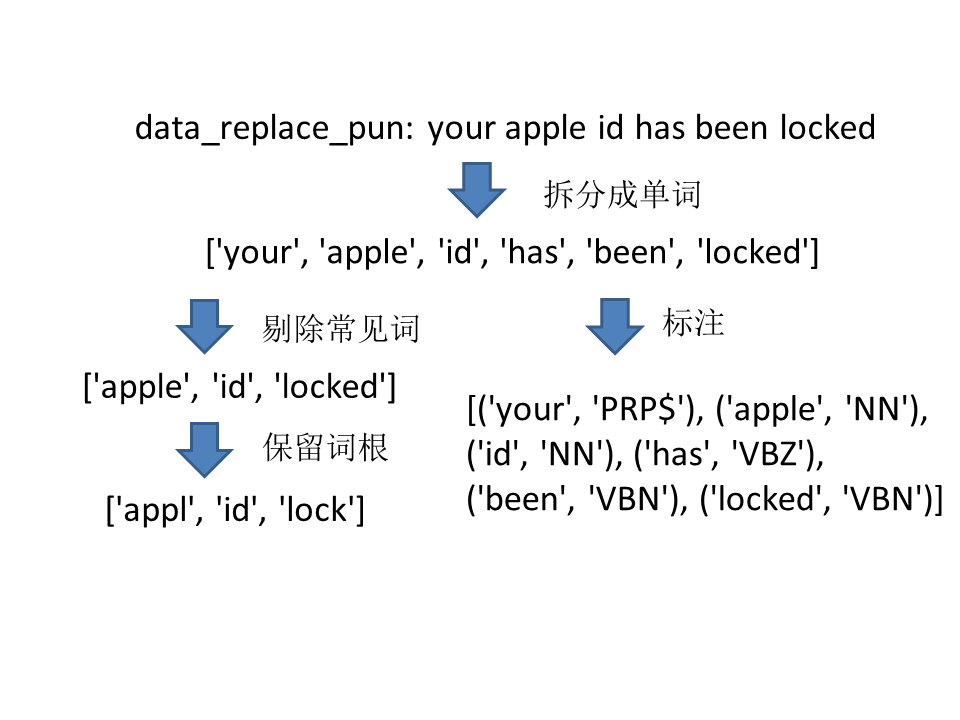 data_replace_pun: your apple id has been locked
拆分成单词
['your', 'apple', 'id', 'has', 'been', 'locked']
剔除常见词
标注
['apple', 'id', 'locked']
[('your', 'PRP$'), ('apple', 'NN'),
('id', 'NN'), ('has', 'VBZ'),
('been', 'VBN'), ('locked', 'VBN')]
保留词根
['appl', 'id', 'lock']